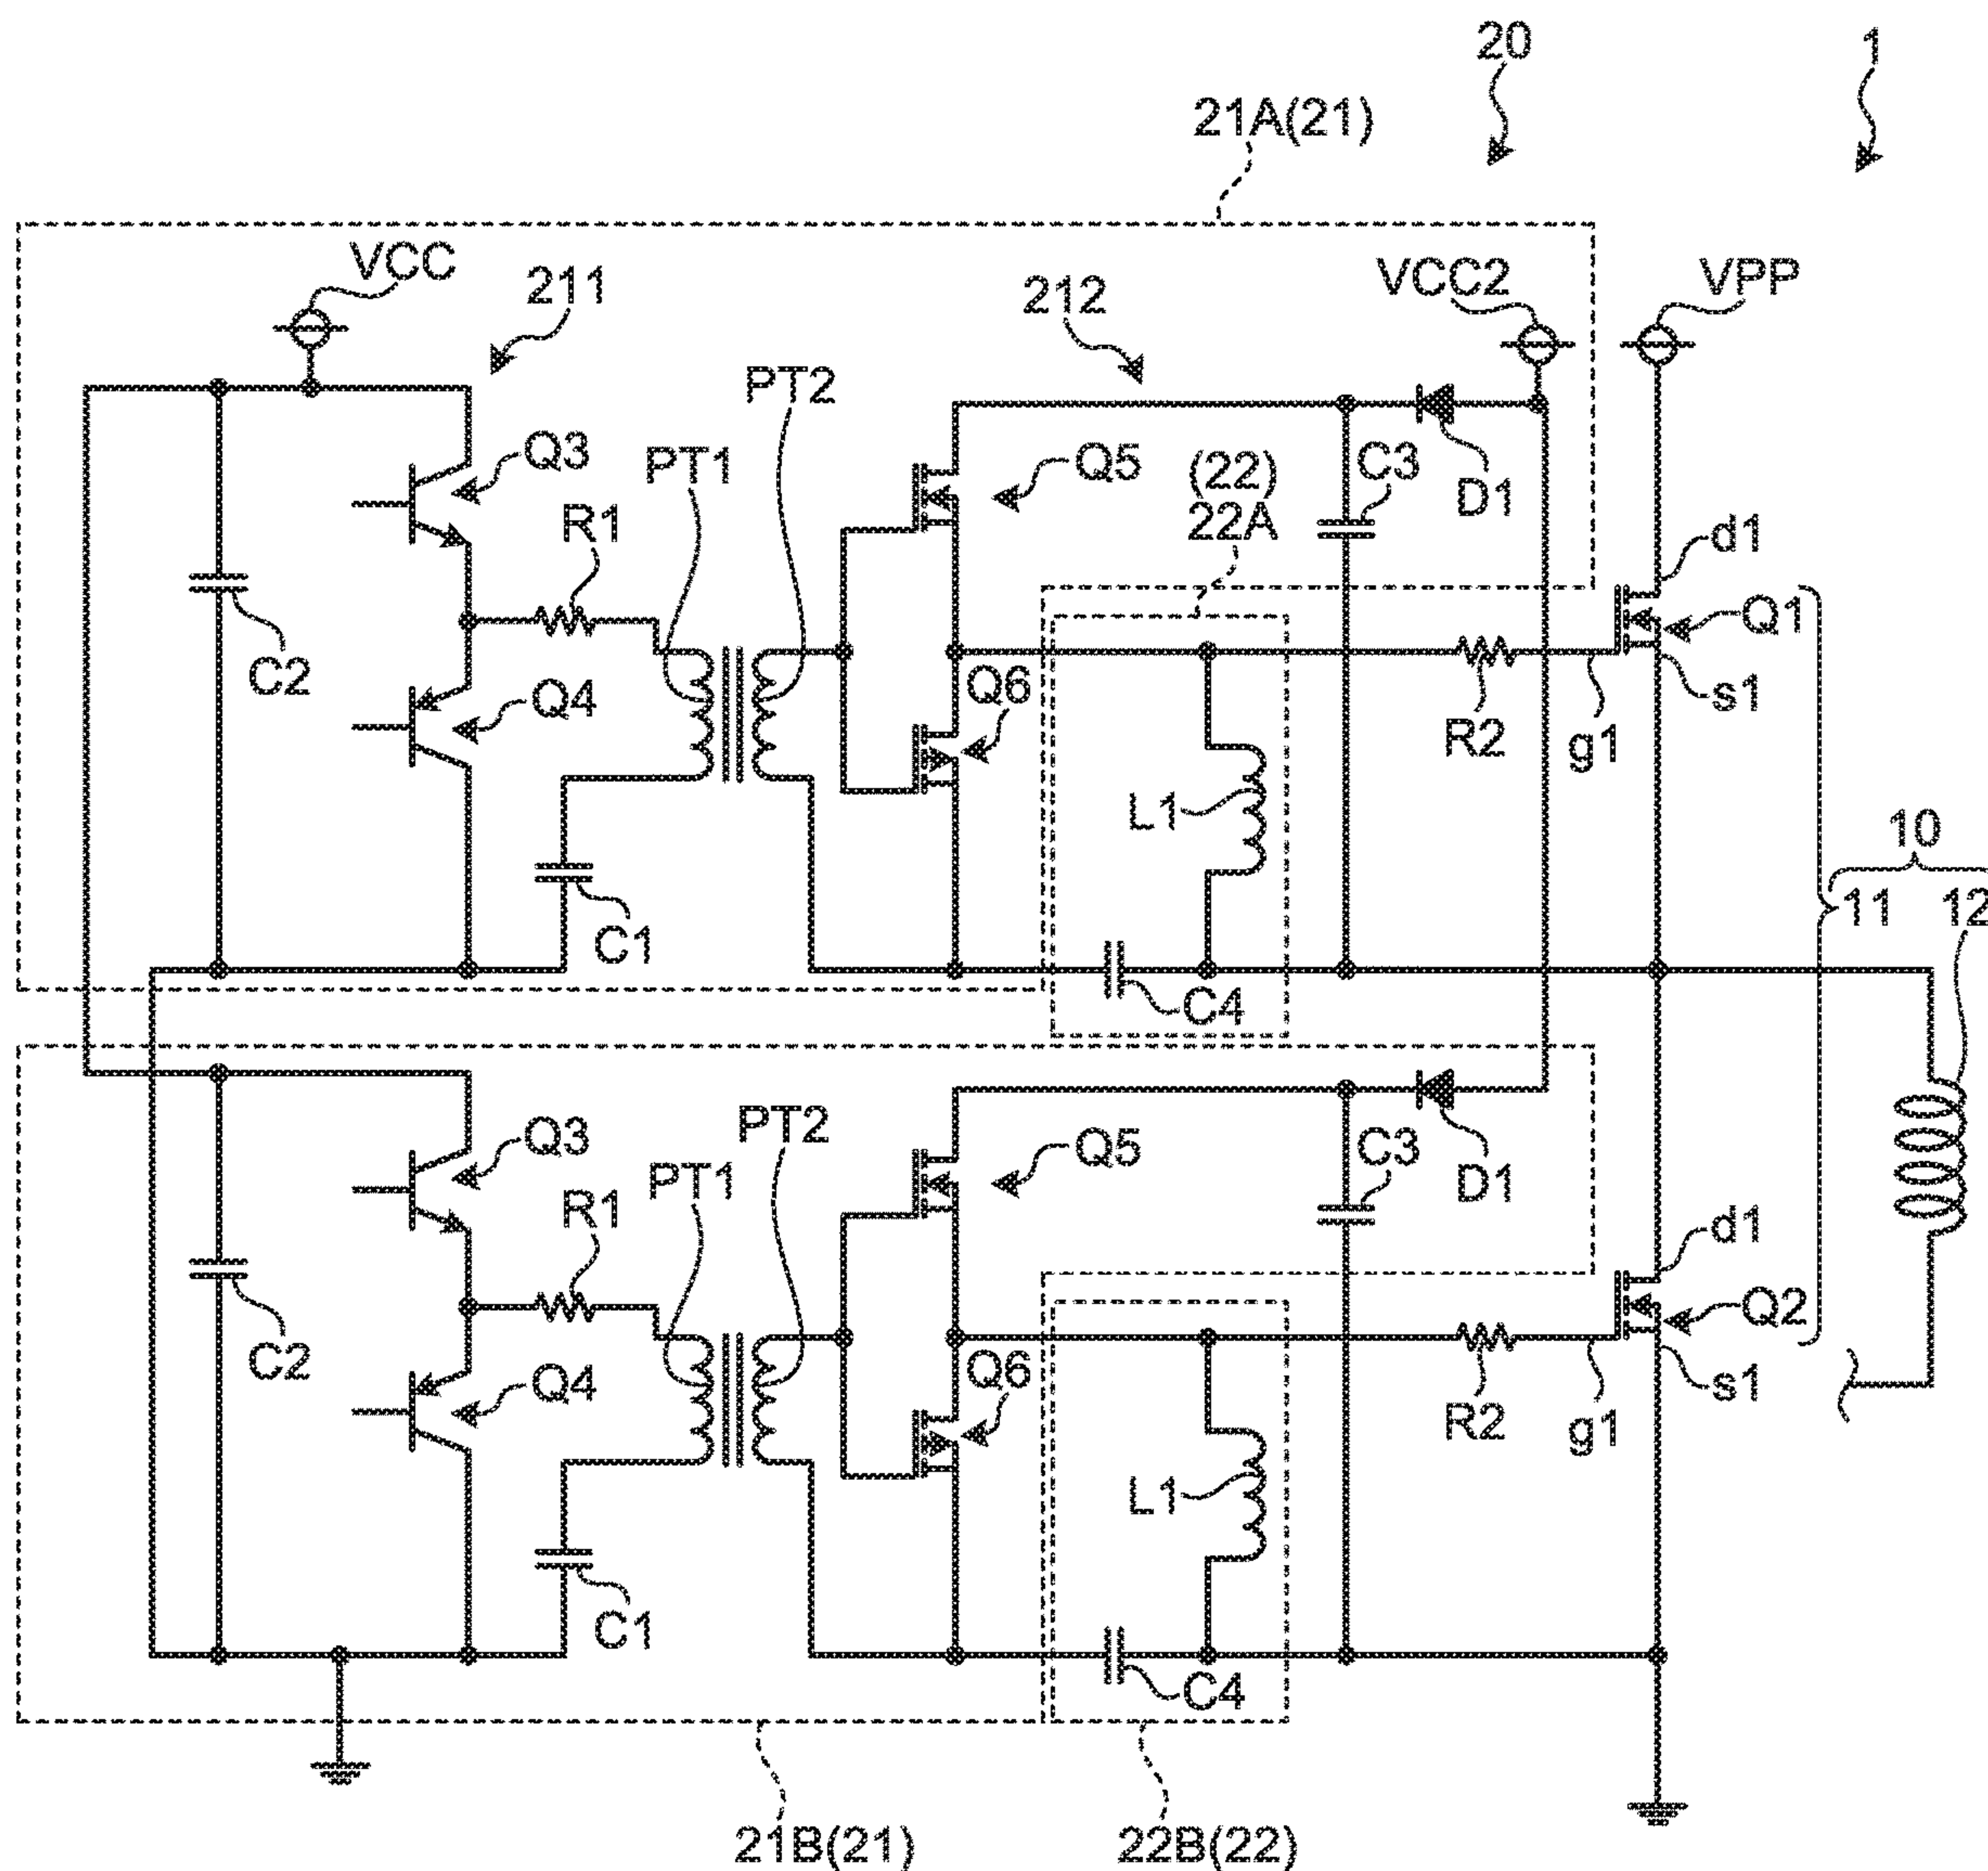 20
1
21A(21)
VCC
211
212
VCC2
VPP
PT2
Q3
PT1
Q5
(22)
22A
C3
D1
R1
d1
Q1
C2
Q4
Q6
R2
g1
s1
L1
10
11
12
C1
C4
Q3
PT2
PT1
Q5
C3
D1
R1
d1
Q2
C2
Q4
Q6
R2
g1
s1
L1
C1
C4
21B(21)
22B(22)